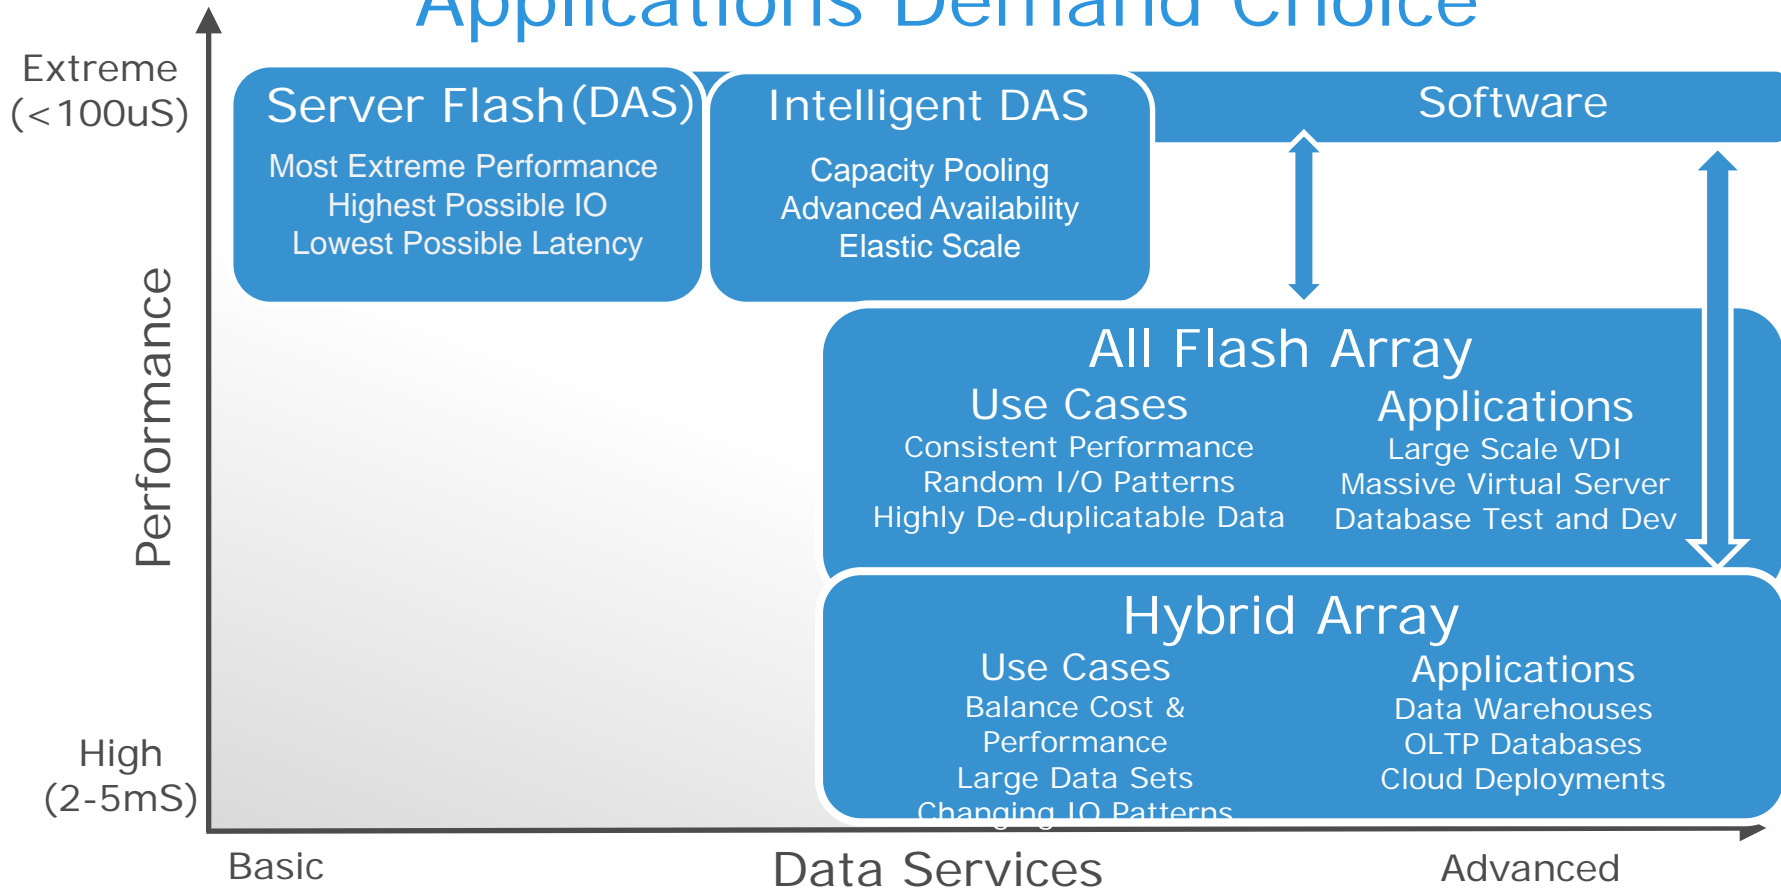 Applications Demand Choice
Extreme
(<100uS)
Performance
High
(2-5mS)
Server Flash (DAS)
Most Extreme Performance
Highest Possible IO
Lowest Possible Latency
Intelligent DAS
Capacity Pooling
Advanced Availability
Elastic Scale
Software
All Flash Array
Use Cases
Consistent Performance
Random I/O Patterns
Highly De-duplicatable Data
Applications
Large Scale VDI
Massive Virtual Server
Database Test and Dev
Hybrid Array
Use Cases
Balance Cost &
Performance
Large Data Sets
Changing IO Patterns
Applications
Data Warehouses
OLTP Databases
Cloud Deployments
Basic
Data Services
Advanced